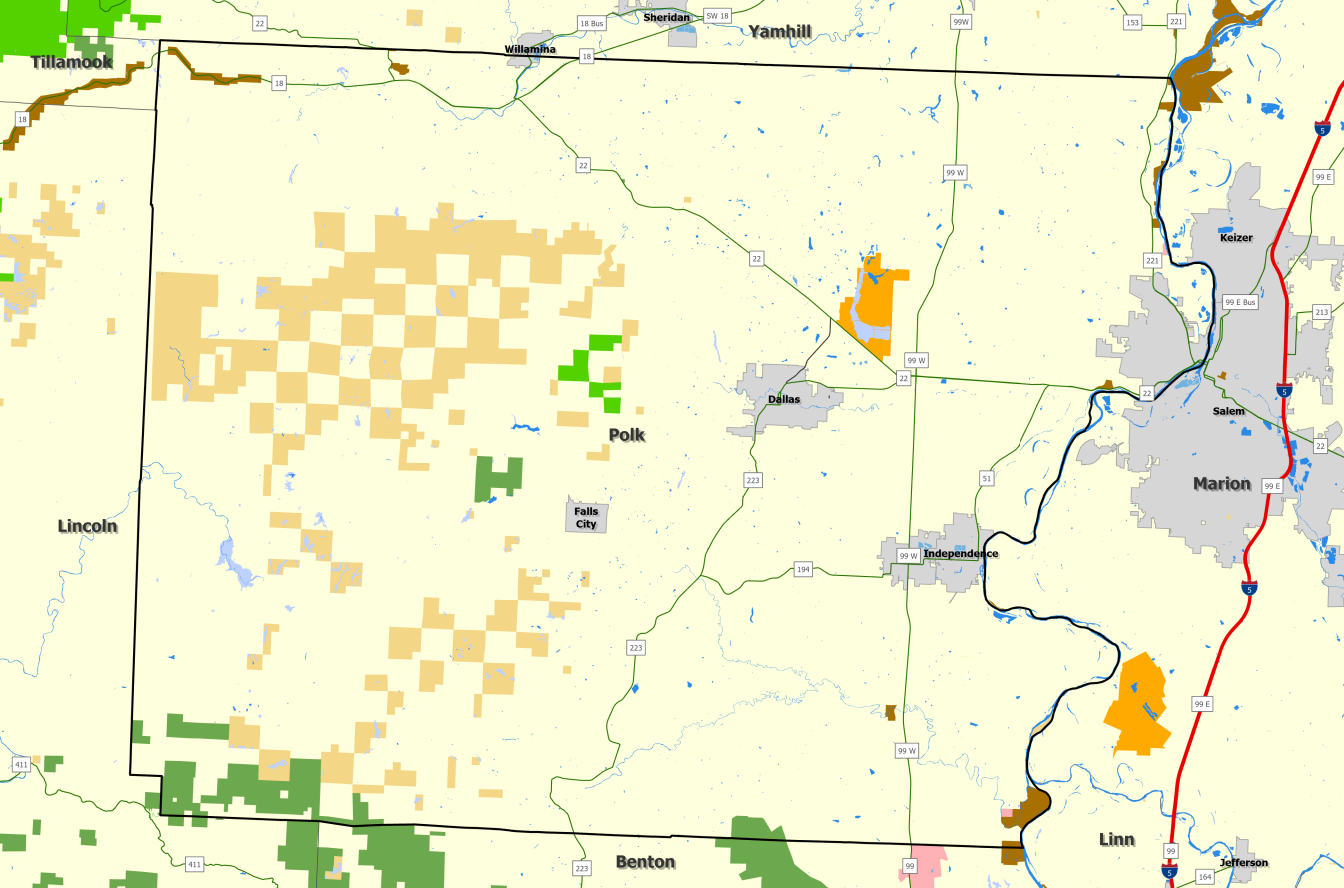 Sheridan
SW 18
22
18 Bus
99W
153
221
Yamhill
Willamina
18
Tillamook
18
18
5
22
99 W
99 E
Keizer
22
221
99 E Bus
213
99 W
22
5
22
Dallas
Salem
Polk
22
223
51
Marion
99 E
Falls
City
Lincoln
99 W
Independence
194
5
223
99 E
99 W
411
Linn
99
411
Benton
223
99
5
164
Jefferson